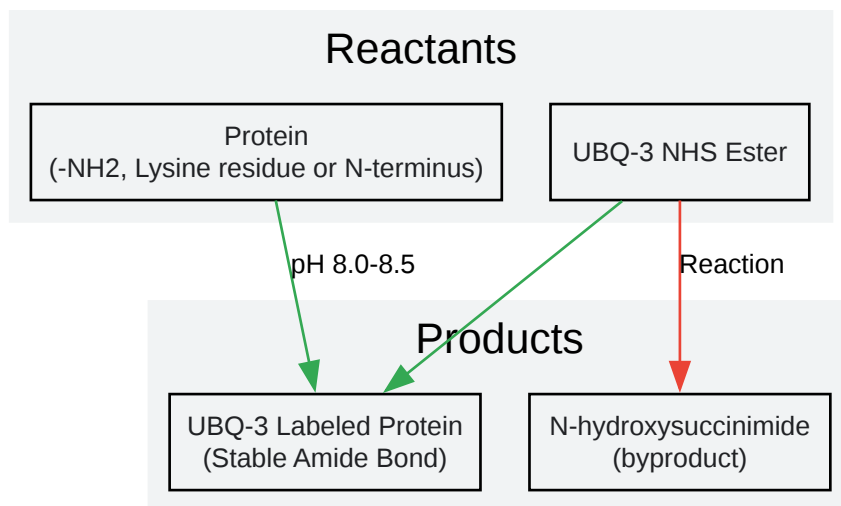 Reactants
Protein
(-NH2, Lysine residue or N-terminus)
UBQ-3 NHS Ester
pH 8.0-8.5
Reaction
Products
UBQ-3 Labeled Protein
(Stable Amide Bond)
N-hydroxysuccinimide
(byproduct)